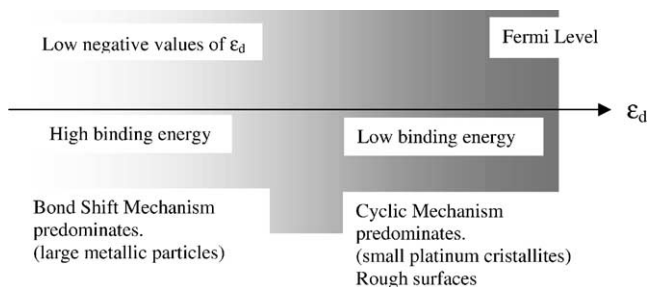 Low negative values of εd
Fermi Level
εd
High binding energy
Low binding energy
Bond Shift Mechanism
predominates.
(large metallic particles)
Cyclic Mechanism
predominates.
(small platinum cristallites)
Rough surfaces